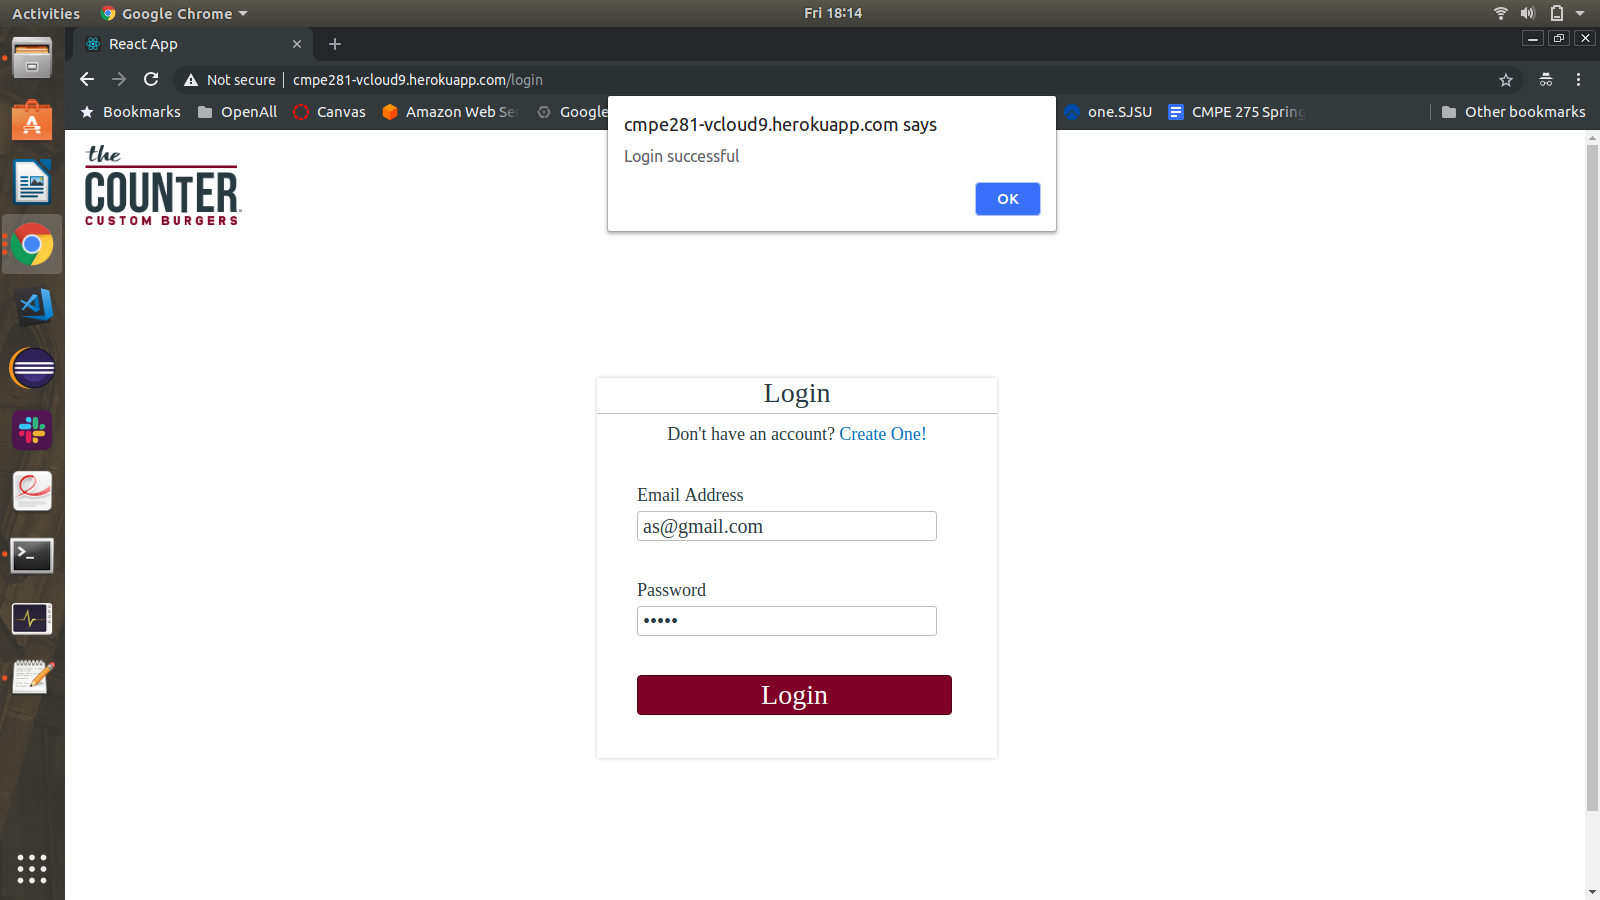 Activities
Google Chrome
Fri 18:14
React App
Not secure
cmpe281-vcloud9.herokuapp.com/login
Bookmarks
OpenAll
Canvas
Amazon Web Se
Google
one.SJSU
CMPE 275 Spring
Other bookmarks
cmpe281-vcloud9.herokuapp.com says
Login successful
OK
the
COUNTER
CUSTOM BURGERS
Login
Don't have an account? Create One!
Email Address
as@gmail.com
Password
•••••
Login